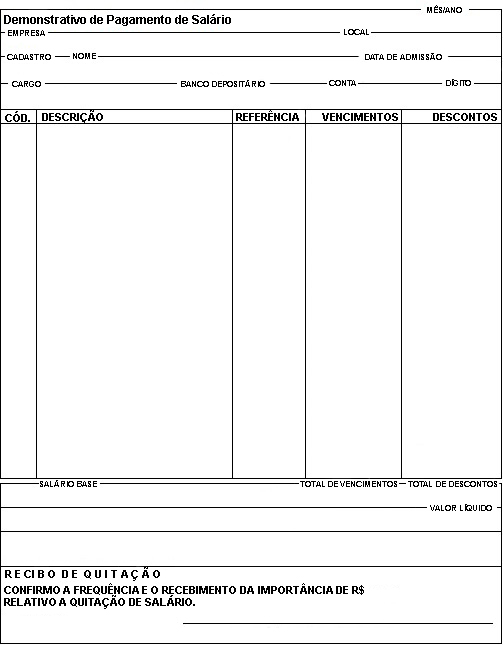 MÊS/ANO
Demonstrativo de Pagamento de Salário
EMPRESA LOCAL
CADASTRO NOME DATA DE ADMISSÃO
CARGO BANCO DEPOSITÁRIO CONTA DÍGITO
CÓD. DESCRIÇÃO REFERÊNCIA VENCIMENTOS DESCONTOS
SALÁRIO BASE TOTAL DE VENCIMENTOS TOTAL DE DESCONTOS
VALOR LÍQUIDO
RECIBO DE QUITAÇÃO
CONFIRMO A FREQUÊNCIA E O RECEBIMENTO DA IMPORTÂNCIA DE R$
RELATIVO A QUITAÇÃO DE SALÁRIO.